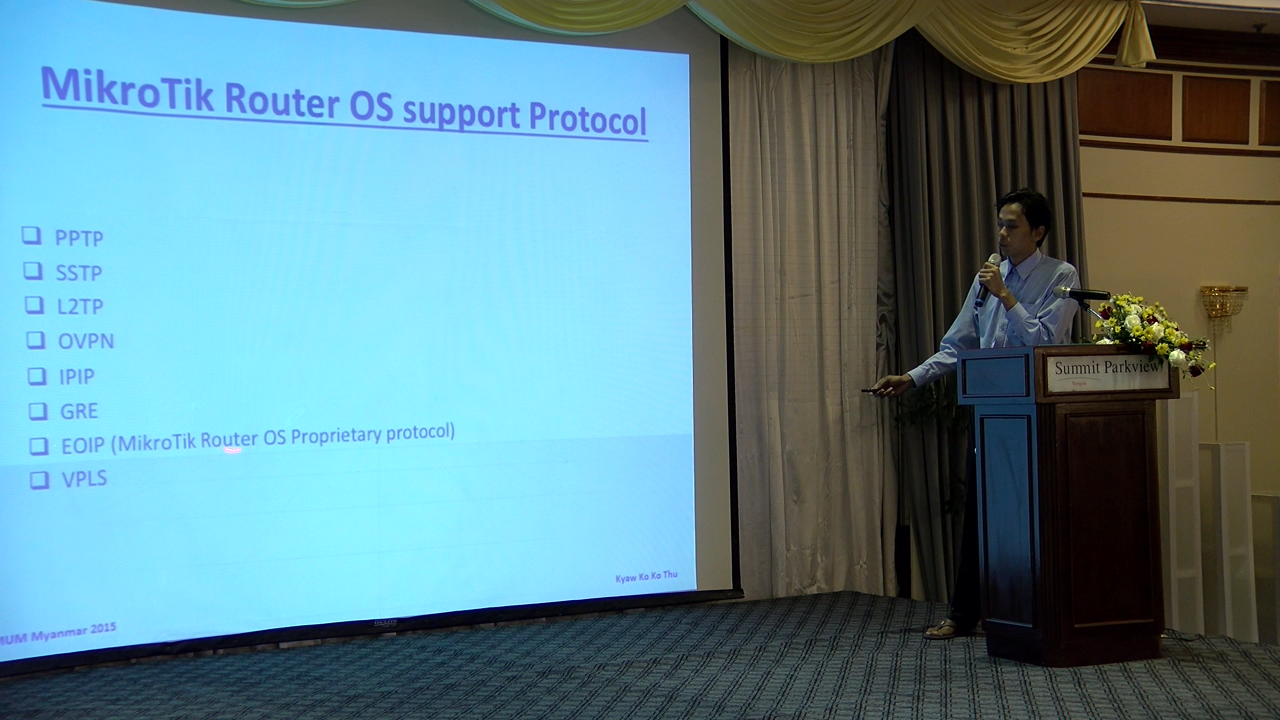 MikroTik Router OS support Protocol
PPTP
SSTP
L2TP
OVPN
IPIP
GRE
EOIP (MikroTik Router OS Proprietary protocol)
VPLS
Kyaw Ko Ko Thu
MUM Myanmar 2015
Summit Parkview